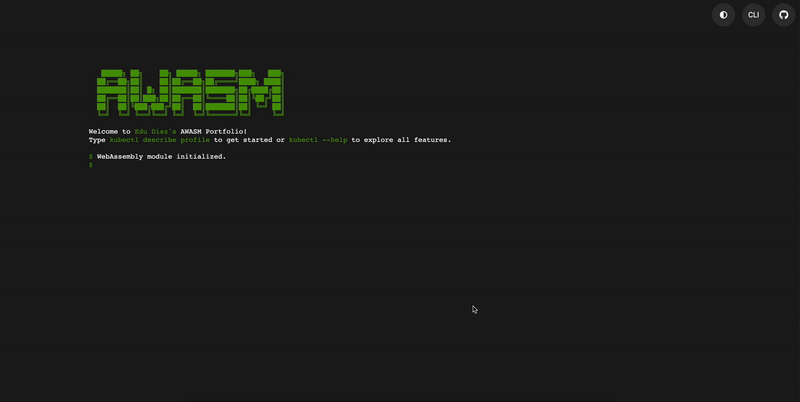 CLI
AWASM
Welcome to Edu Díaz's AWASM Portfolio!
Type kubectl describe profile to get started or kubectl --help to explore all features.
$ WebAssembly module initialized.
$